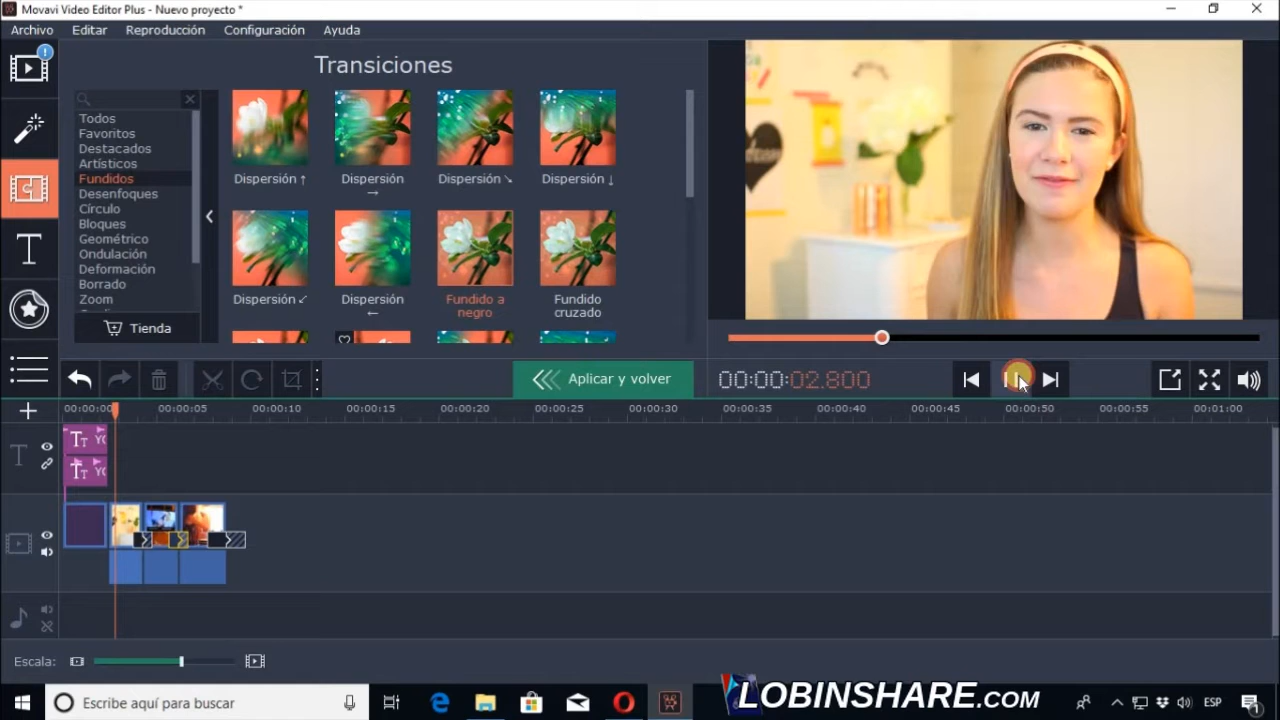 Movavi Video Editor Plus - Nuevo proyecto *
Archivo
Editar
Reproducción
Configuración
Ayuda
Transiciones
Todos
Favoritos
Destacados
Artísticos
Fundidos
Desenfoques
Círculo
Bloques
Geométrico
Ondulación
Deformación
Borrado
Zoom
Tienda
Dispersión ↑
Dispersión →
Dispersión ↘
Dispersión ↓
Dispersión ↙
Dispersión ←
Fundido a
negro
Fundido
cruzado
Aplicar y volver
00:00:02.800
00:00:00
00:00:05
00:00:10
00:00:15
00:00:20
00:00:25
00:00:30
00:00:35
00:00:40
00:00:45
00:00:50
00:00:55
00:01:00
Escala:
Escribe aquí para buscar
LOBINSHARE.COM
ESP